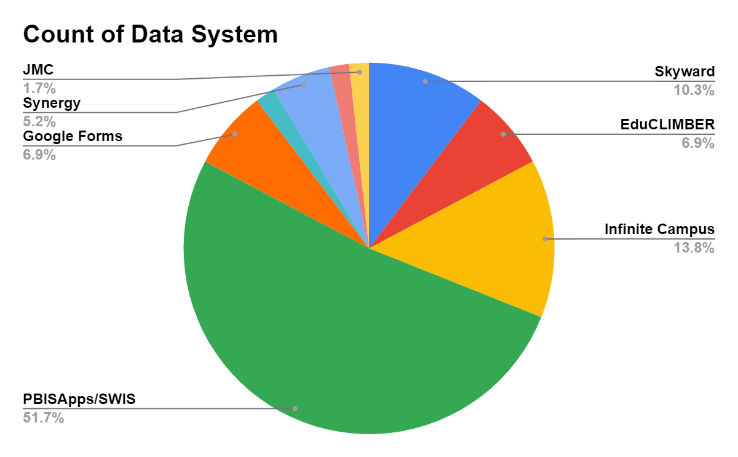 Count of Data System
JMC
1.7%
Synergy
5.2%
Google Forms
6.9%
PBISApps/SWIS
51.7%
Skyward
10.3%
EduCLIMBER
6.9%
Infinite Campus
13.8%